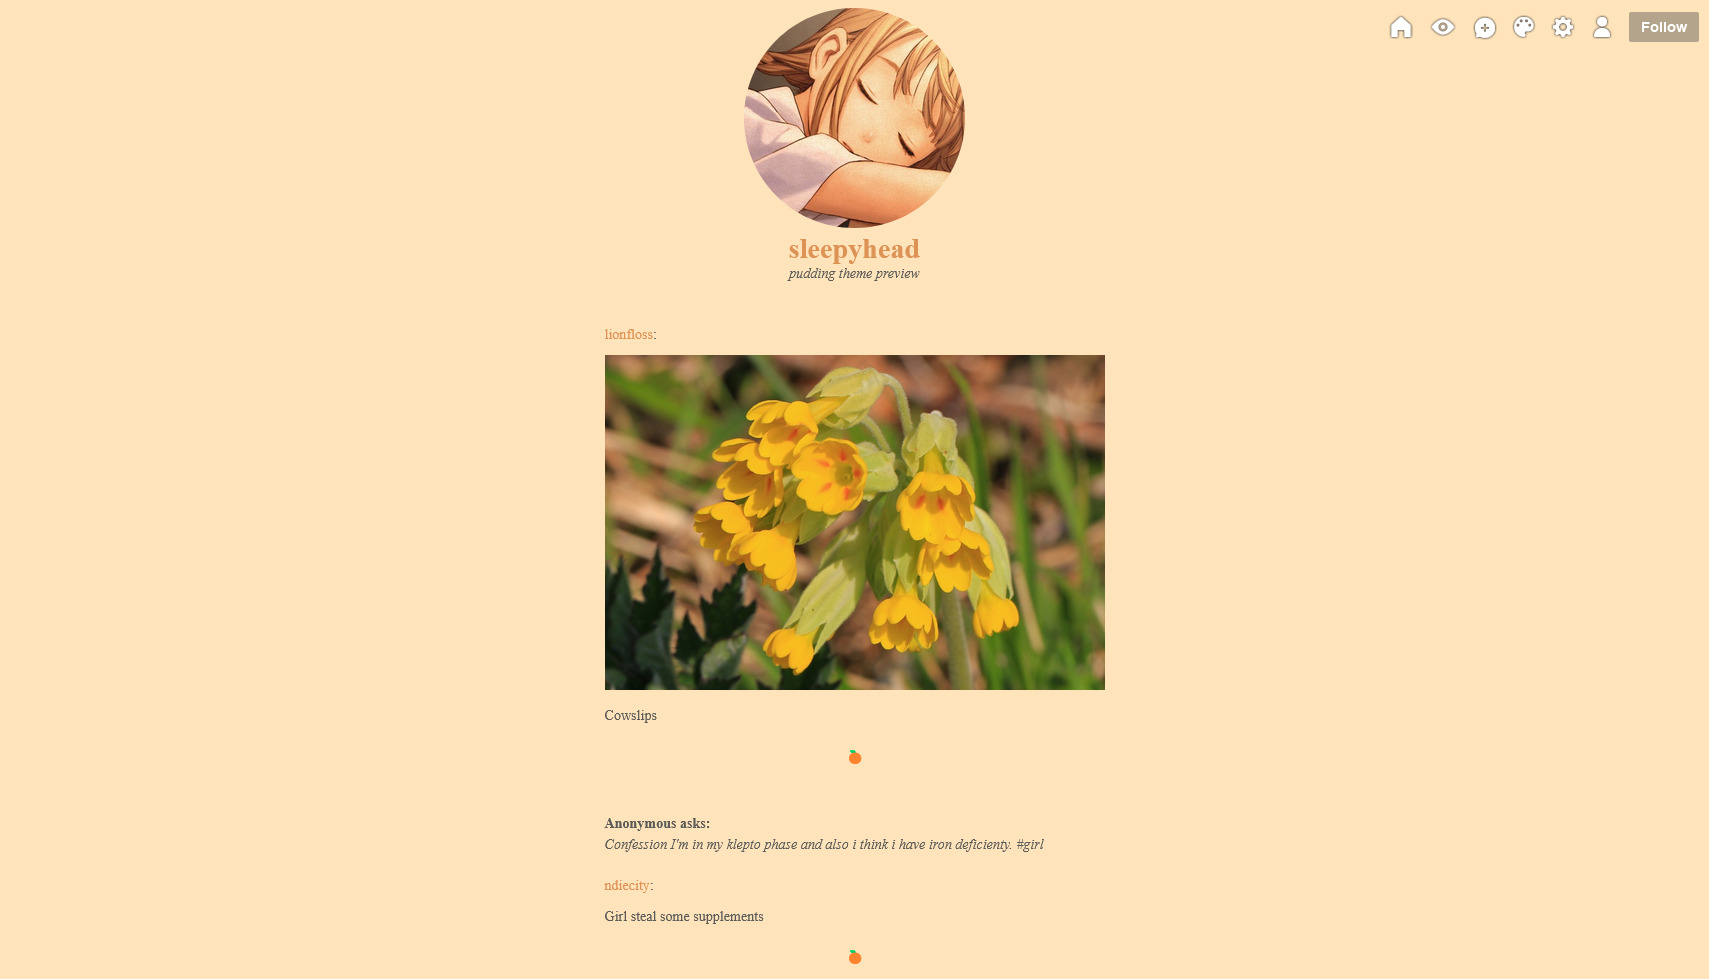 Follow
sleepyhead
pudding theme preview
lionfloss:
Cowslips
Anonymous asks:
Confession I'm in my klepto phase and also i think i have iron deficienty. #girl
ndiecity:
Girl steal some supplements